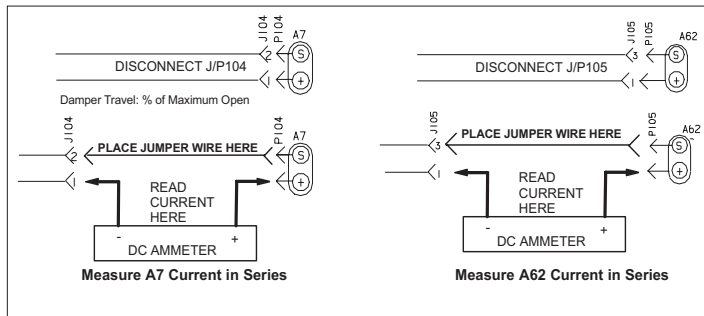 J104
P104
A7
2
S
DISCONNECT J/P104
1
+
Damper Travel: % of Maximum Open
J104
P104
A7
2
PLACE JUMPER WIRE HERE
S
1
+
READ
CURRENT
HERE
- +
DC AMMETER
Measure A7 Current in Series
J105
P105
A62
3
S
DISCONNECT J/P105
1
+
J105
P105
A62
3
PLACE JUMPER WIRE HERE
S
1
+
READ
CURRENT
HERE
- +
DC AMMETER
Measure A62 Current in Series